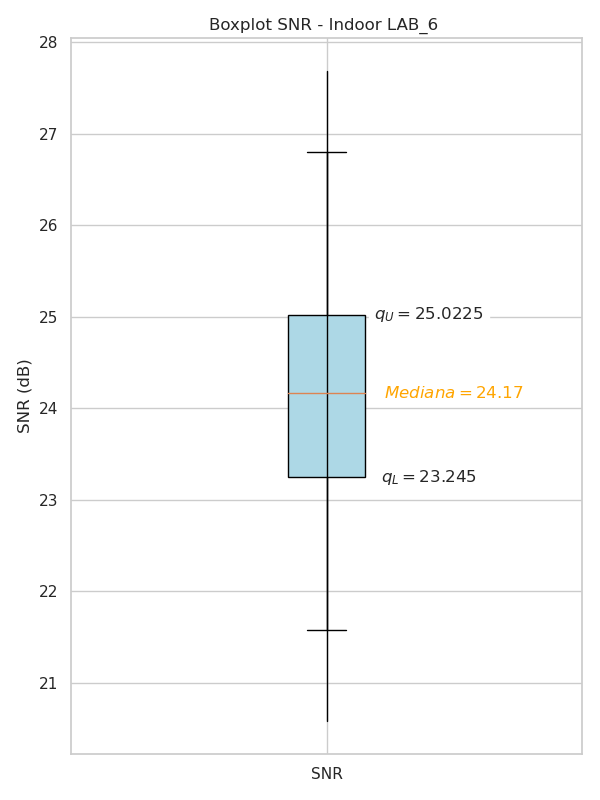 Boxplot SNR - Indoor LAB_6
28
27
26
25
24
23
22
21
SNR (dB)
q_U = 25.0225
Mediana = 24.17
q_L = 23.245
SNR